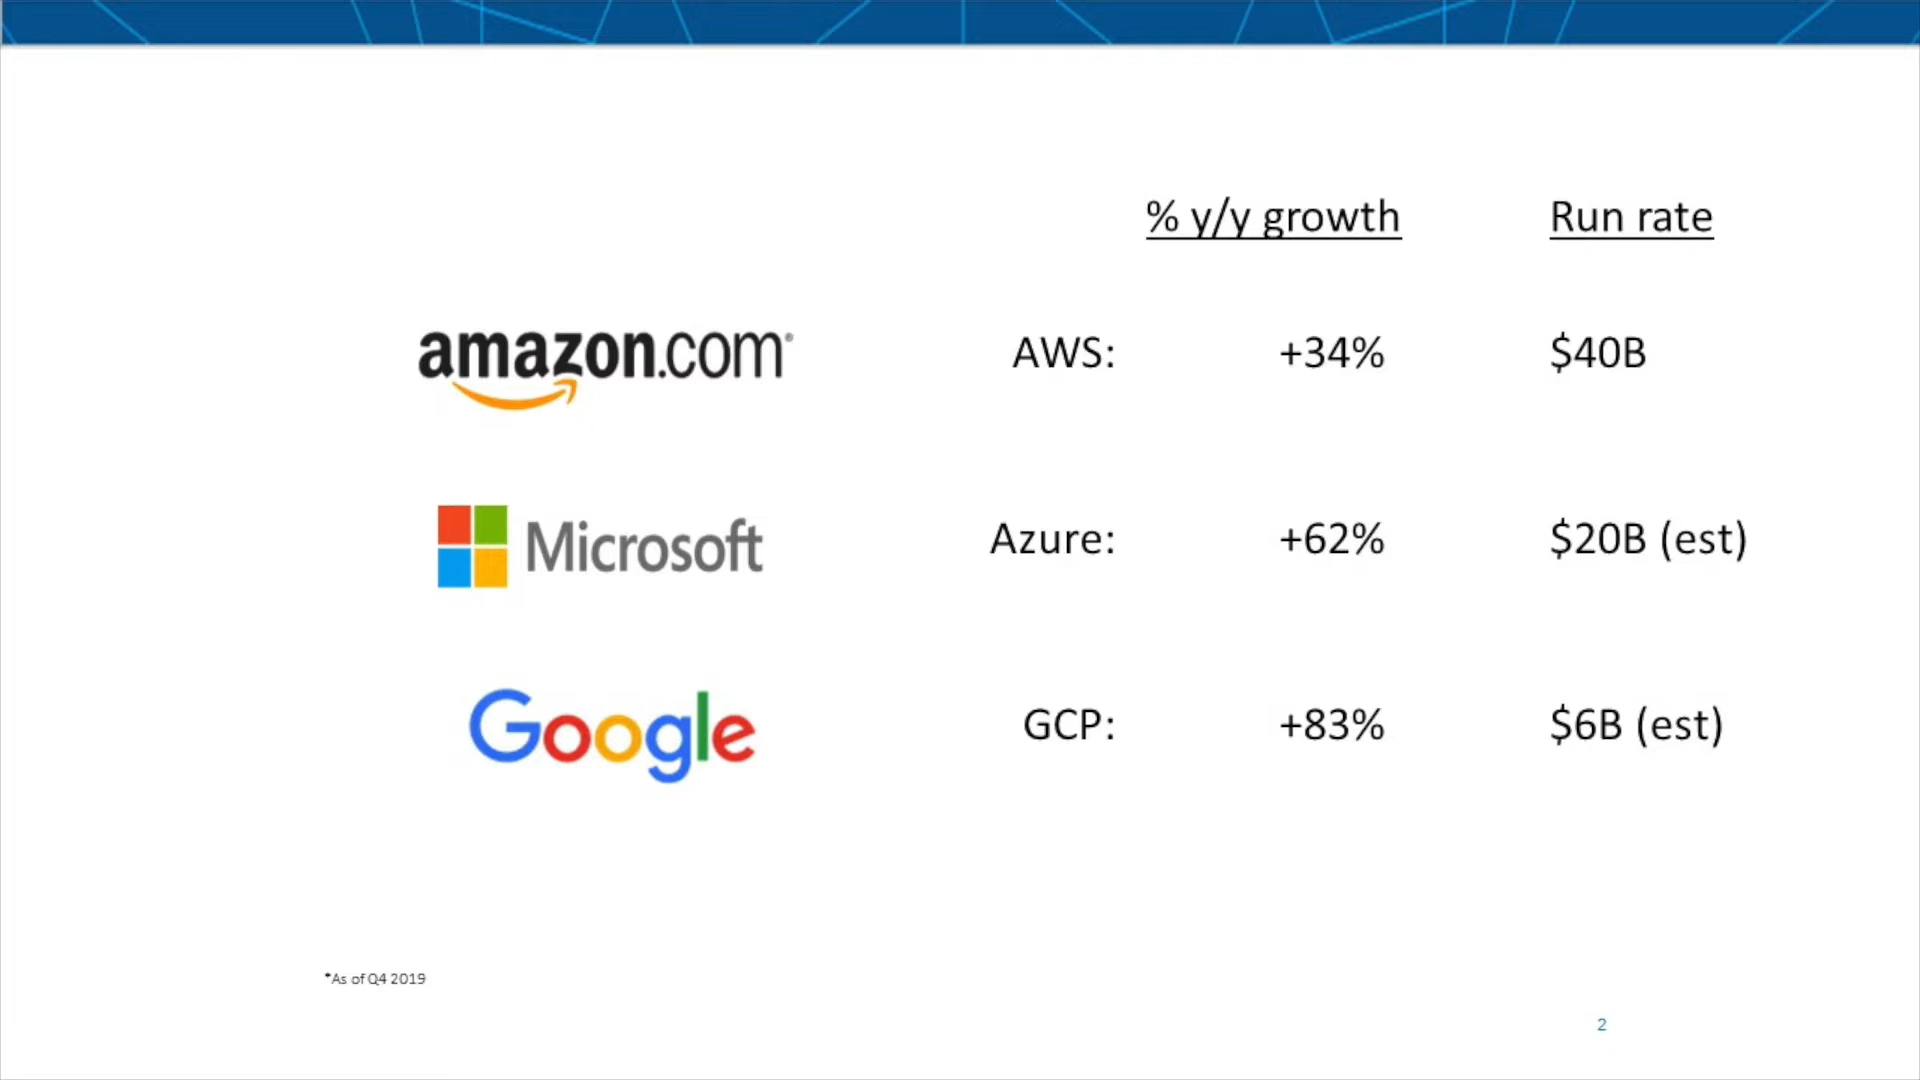 % y/y growth Run rate
amazon.com
AWS: +34% $40B
Microsoft
Azure: +62% $20B (est)
Google
GCP: +83% $6B (est)
*As of Q4 2019
2